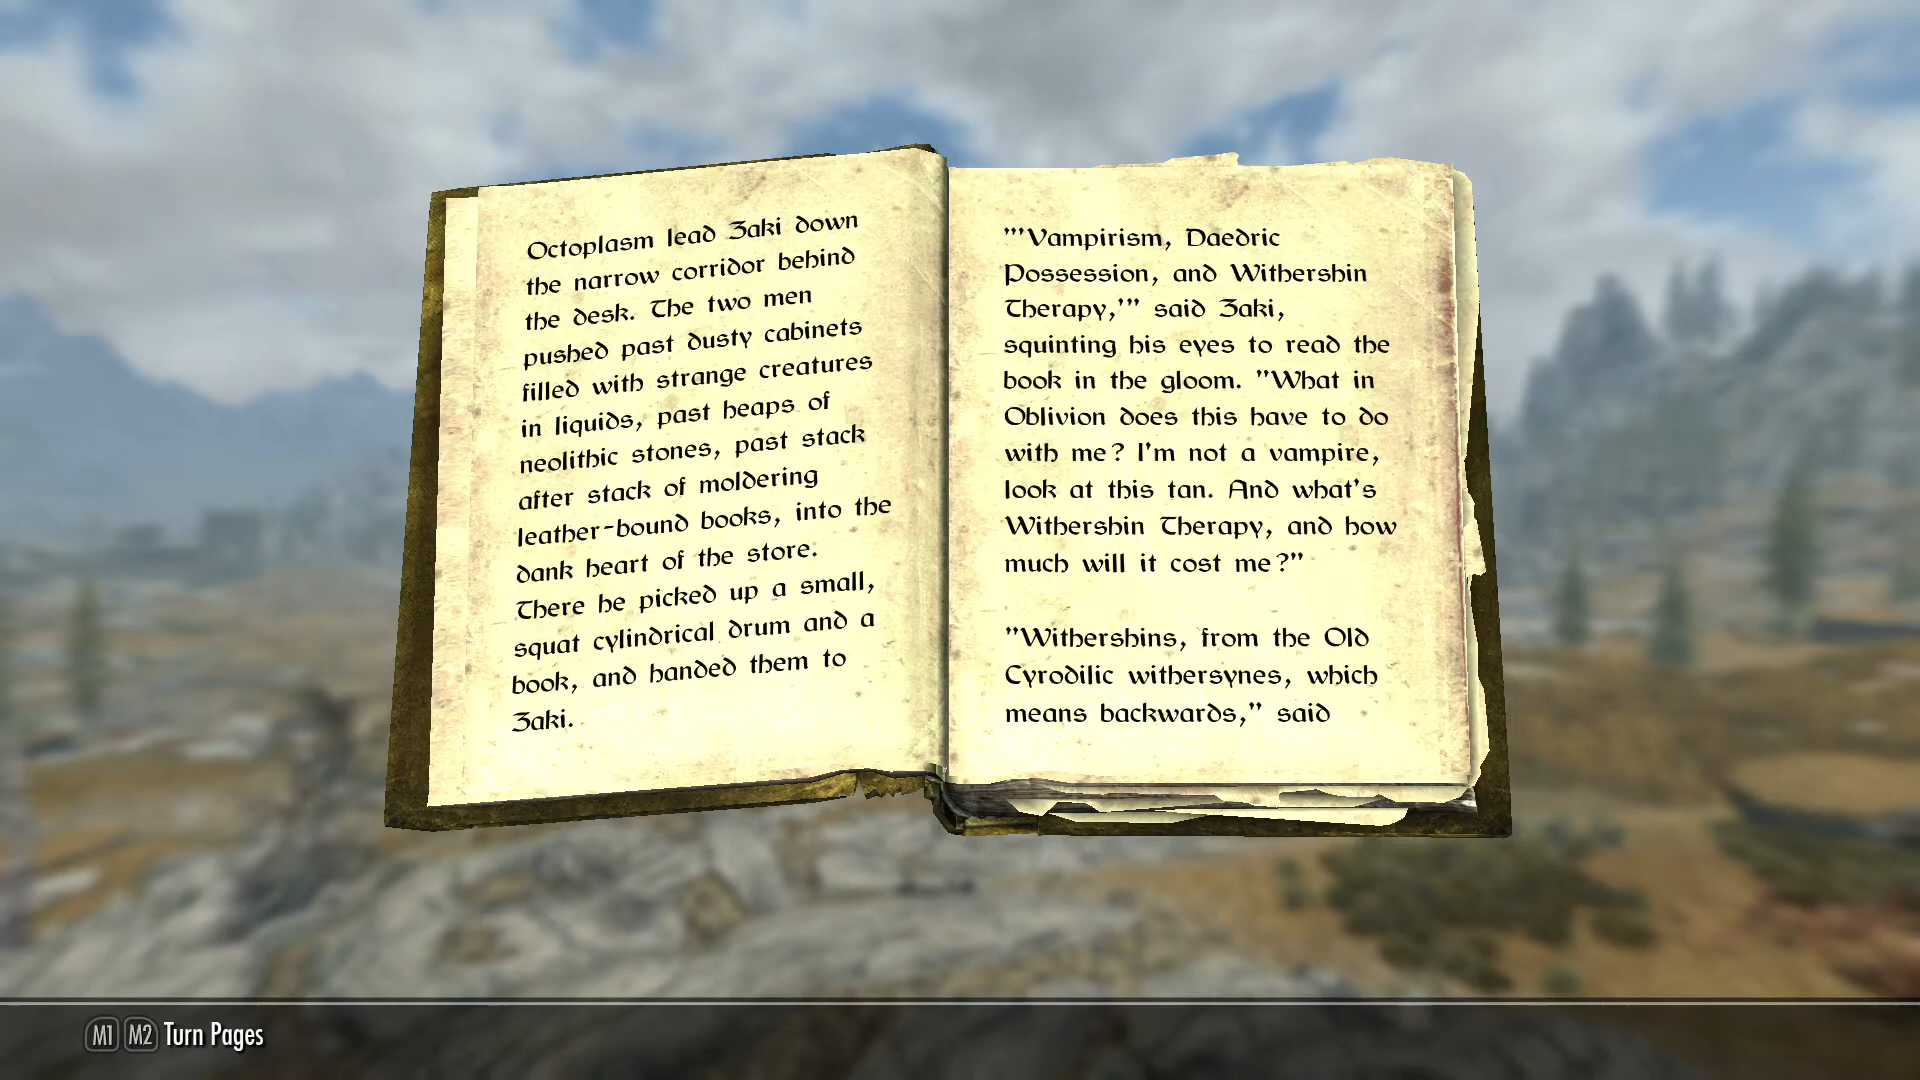 Octoplasm lead Zaki down
the narrow corridor behind
the desk. The two men
pushed past dusty cabinets
filled with strange creatures
in liquids, past heaps of
neolithic stones, past stack
after stack of moldering
leather-bound books, into the
dank heart of the store.
There he picked up a small,
squat cylindrical drum and a
book, and handed them to
Zaki.
"'Vampirism, Daedric
Possession, and Withershin
Therapy,'" said Zaki,
squinting his eyes to read the
book in the gloom. "What in
Oblivion does this have to do
with me? I'm not a vampire,
look at this tan. And what's
Withershin Therapy, and how
much will it cost me?"
"Withershins, from the Old
Cyrodilic withersynes, which
means backwards," said
M1 M2 Turn Pages